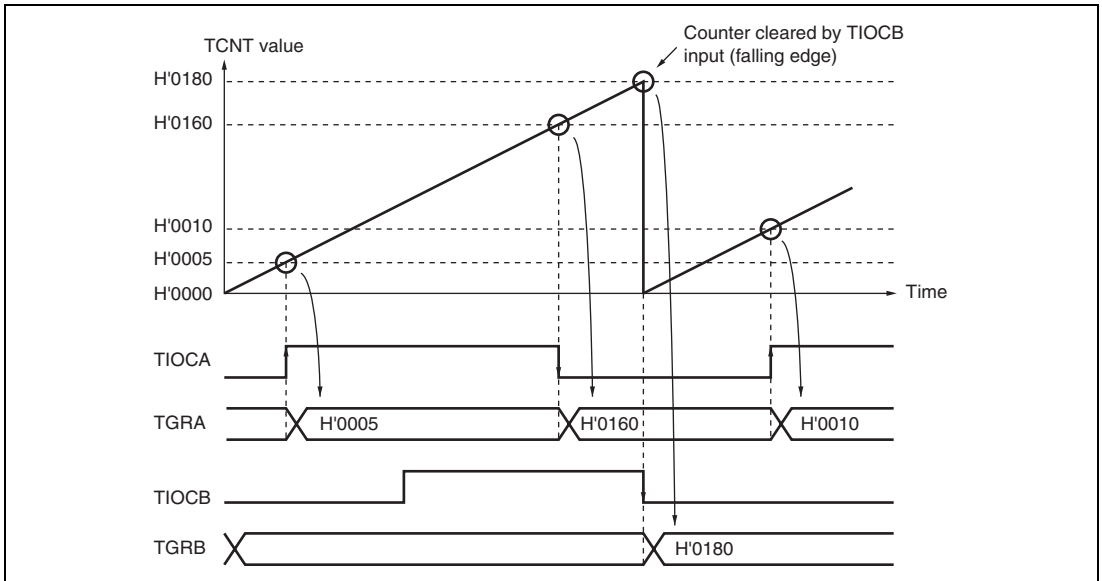 Counter cleared by TIOCB
input (falling edge)
TCNT value
H'0180
H'0160
H'0010
H'0005
H'0000
Time
TIOCA
TGRA
H'0005
H'0160
H'0010
TIOCB
TGRB
H'0180